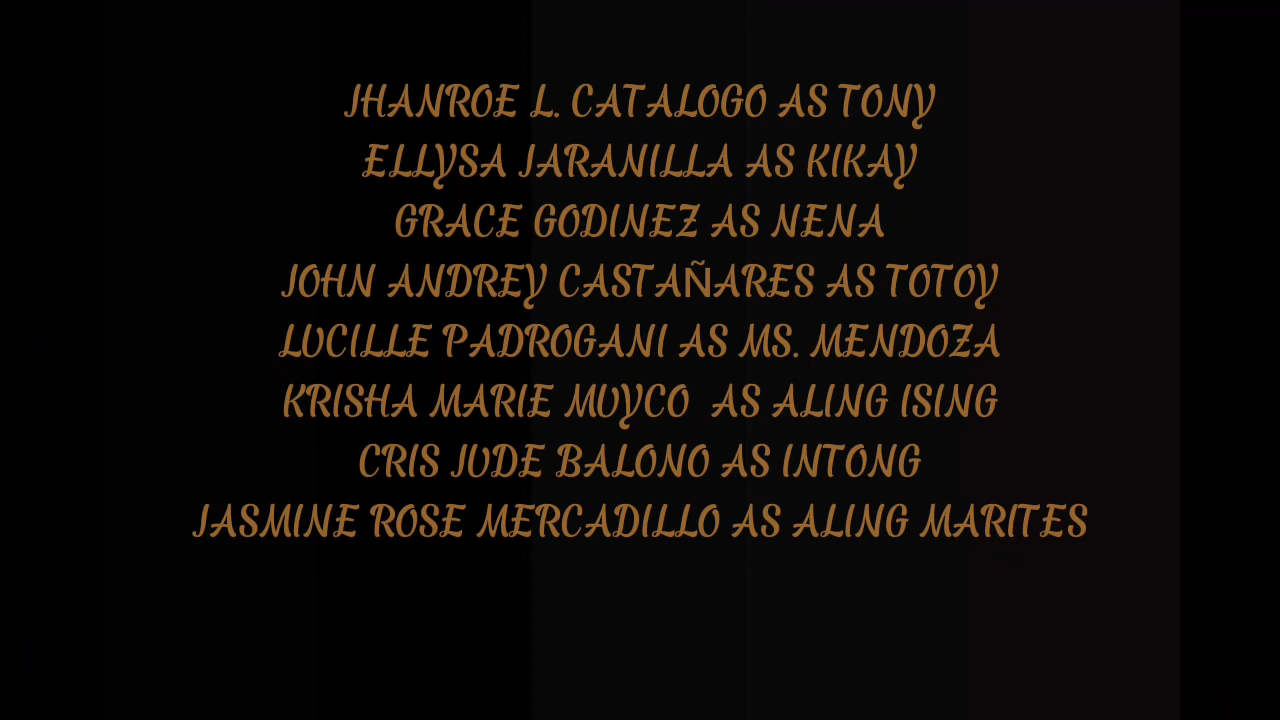 JHANROE L. CATALOGO AS TONY
ELLYSA JARANILLA AS KIKAY
GRACE GODINEZ AS NENA
JOHN ANDREY CASTAÑARES AS TOTOY
LUCILLE PADROGANI AS MS. MENDOZA
KRISHA MARIE MUYCO  AS ALING ISING
CRIS JUDE BALONO AS INTONG
JASMINE ROSE MERCADILLO AS ALING MARITES